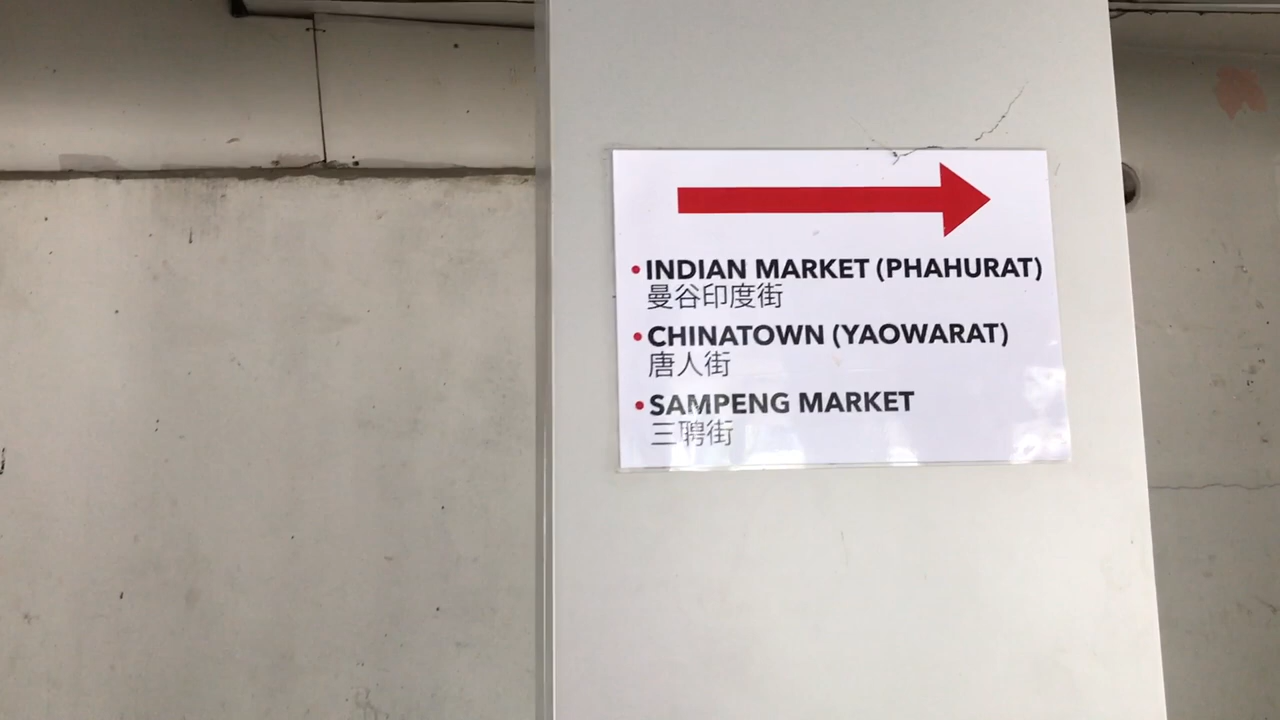 • INDIAN MARKET (PHAHURAT)
曼谷印度街
• CHINATOWN (YAOWARAT)
唐人街
• SAMPENG MARKET
三聘街